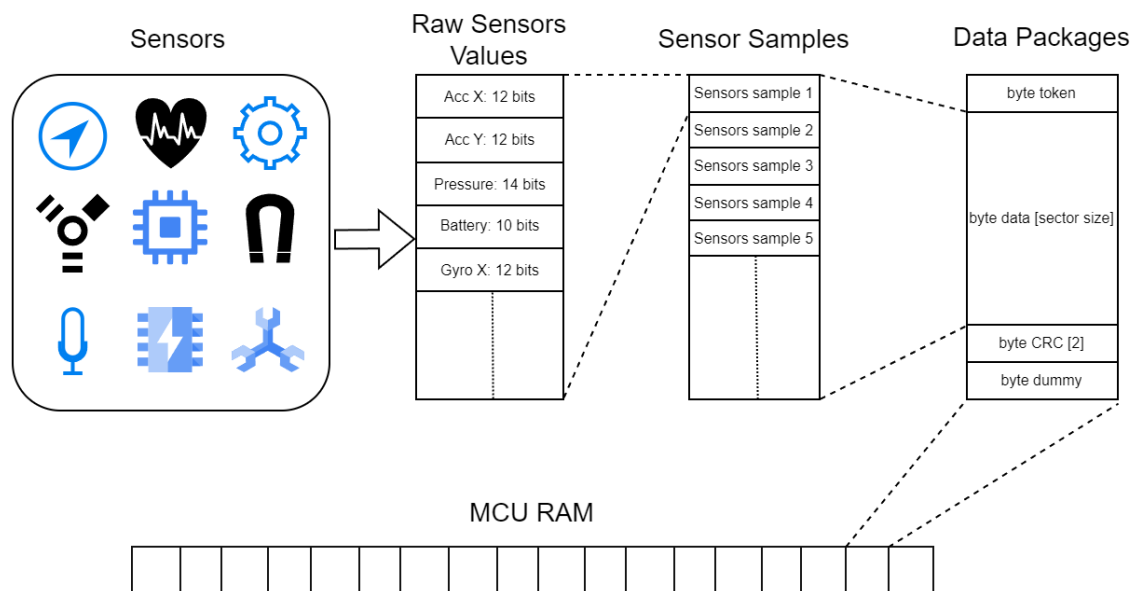 Sensors
Raw Sensors
Values
Sensor Samples
Data Packages
Acc X: 12 bits
Acc Y: 12 bits
Pressure: 14 bits
Battery: 10 bits
Gyro X: 12 bits
Sensors sample 1
Sensors sample 2
Sensors sample 3
Sensors sample 4
Sensors sample 5
byte token
byte data [sector size]
byte CRC [2]
byte dummy
MCU RAM